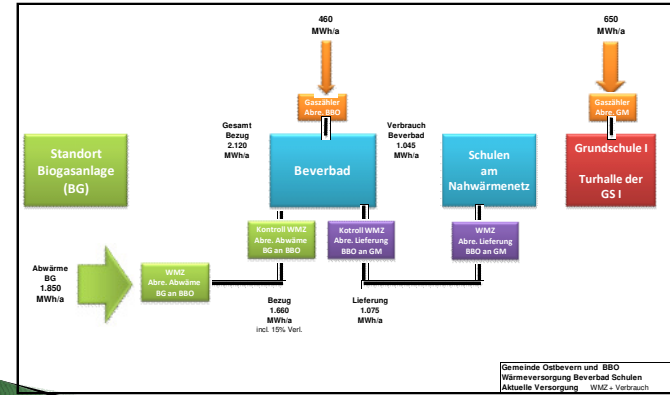 460
MWh/a
650
MWh/a
Gaszähler
Abre. BBO
Gaszähler
Abre. GM
Gesamt
Bezug
2.120
MWh/a
Verbrauch
Beverbad
1.045
MWh/a
Standort
Biogasanlage
(BG)
Beverbad
Schulen
am
Nahwärmenetz
Grundschule I
Turhalle der
GS I
Kontroll WMZ
Abre. Abwäme
BG an BBO
Kotroll WMZ
Abre. Lieferung
BBO an GM
WMZ
Abre. Lieferung
BBO an GM
Abwärme
BG
1.850
MWh/a
WMZ
Abre. Abwäme
BG an BBO
Bezug
1.660
MWh/a
incl. 15% Verl.
Lieferung
1.075
MWh/a
Gemeinde Ostbevern und BBO
Wärmeversorgung Beverbad Schulen
Aktuelle Versorgung WMZ + Verbrauch